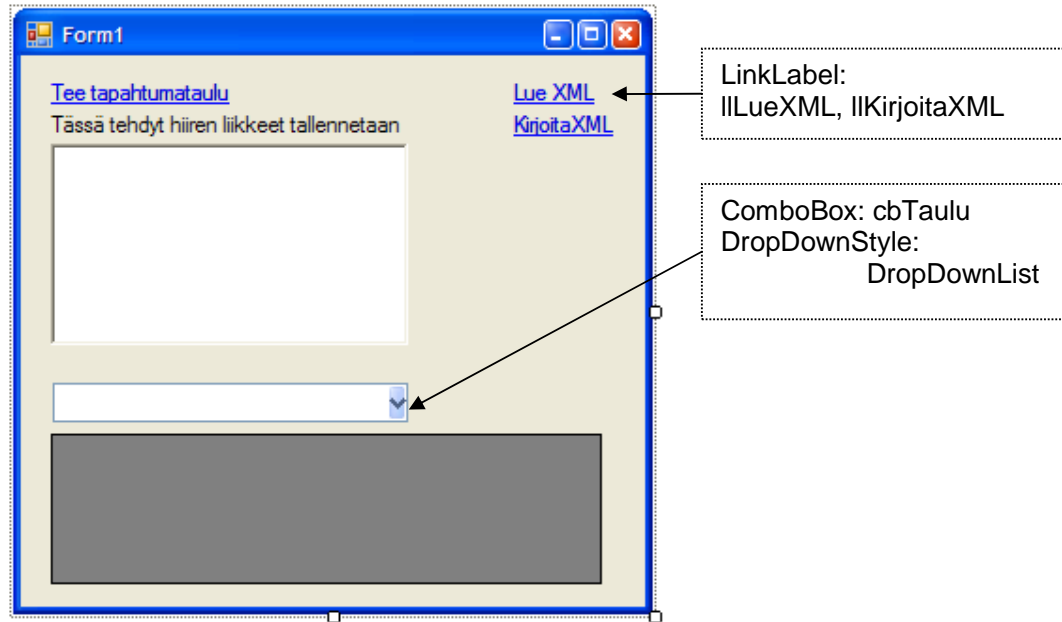 Form1
Tee tapahtumataulu
Lue XML
Tässä tehdyt hiiren liikkeet tallennetaan
KirjoitaXML
LinkLabel:
llLueXML, llKirjoitaXML
ComboBox: cbTaulu
DropDownStyle:
DropDownList